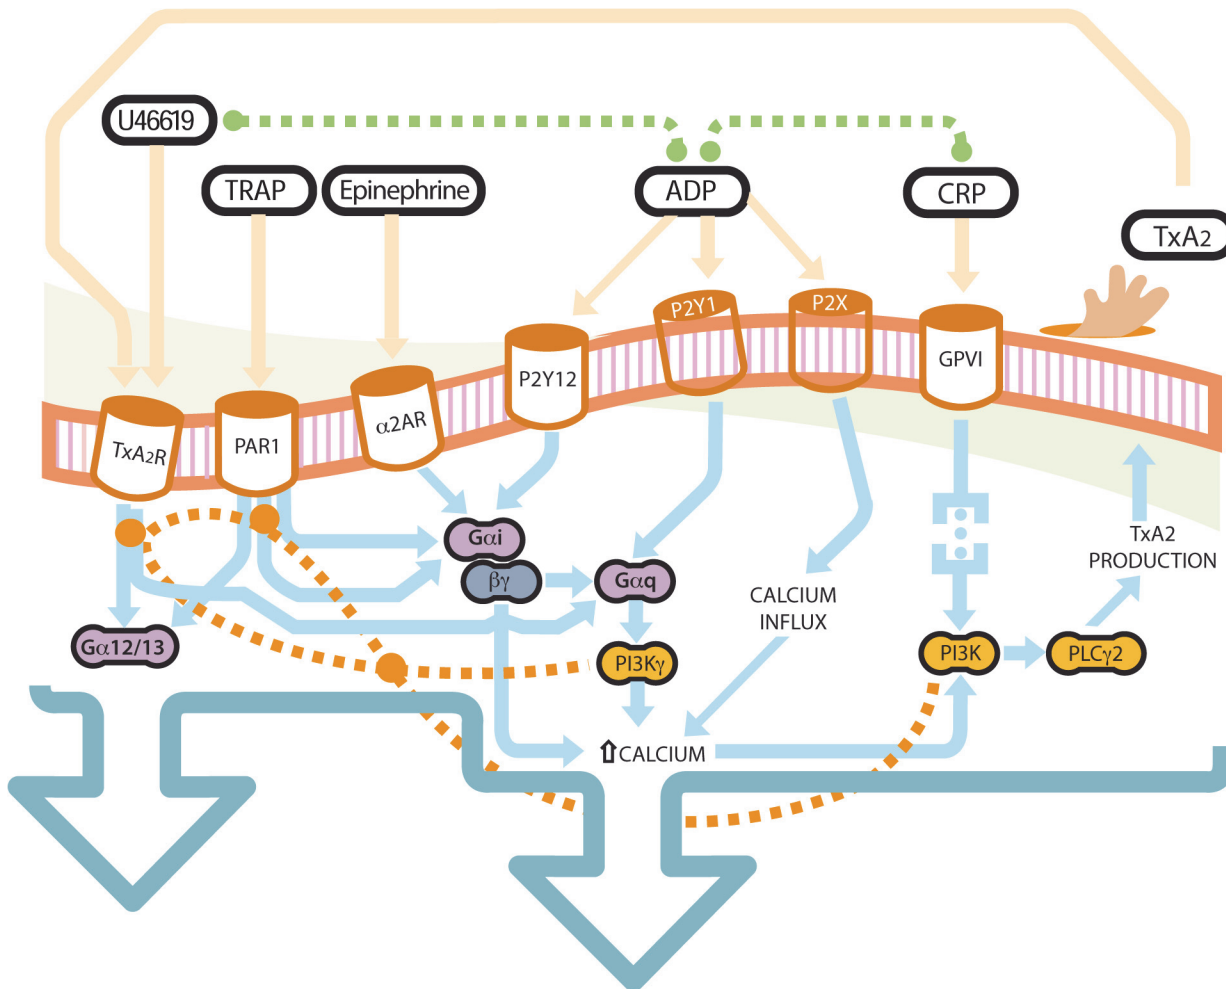 U46619
TRAP
Epinephrine
ADP
CRP
TxA2
P2Y1
P2X
P2Y12
GPVI
α2AR
TxA2R
PAR1
Gαi
βγ
Gαq
TxA2
PRODUCTION
CALCIUM
INFLUX
Gα12/13
PI3Kγ
PI3K
PLCγ2
⇧CALCIUM